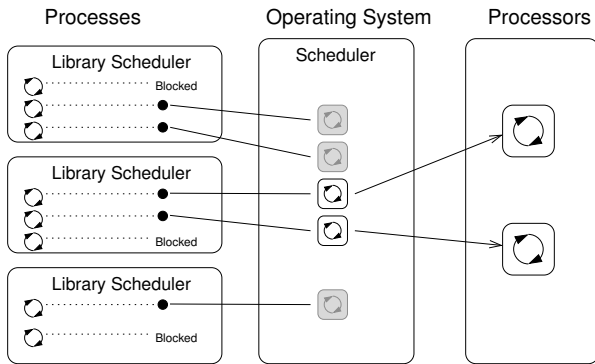 Processes
Operating System
Processors
Library Scheduler
Blocked
Scheduler
Library Scheduler
Blocked
Library Scheduler
Blocked